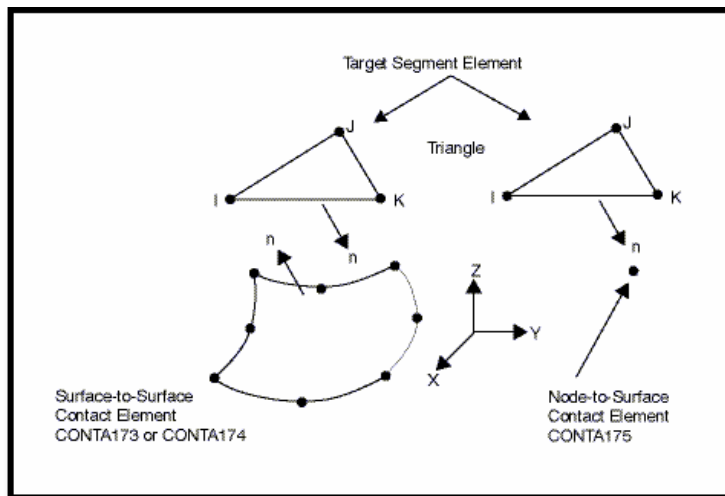 Target Segment Element
J
J
Triangle
I
K
I
K
n
n
n
Z
Y
X
Surface-to-Surface
Contact Element
CONTA173 or CONTA174
Node-to-Surface
Contact Element
CONTA175